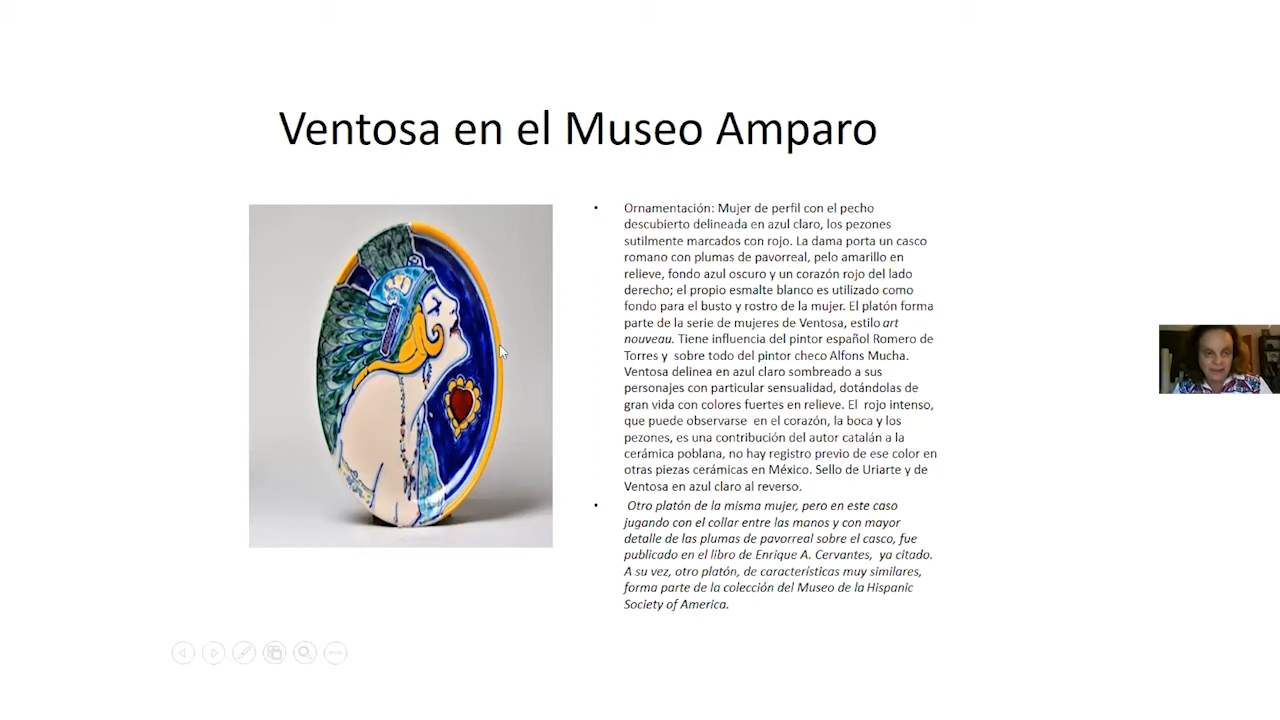 Ventosa en el Museo Amparo
• Ornamentación: Mujer de perfil con el pecho
descubierto delineada en azul claro, los pezones
sutilmente marcados con rojo. La dama porta un casco
romano con plumas de pavorreal, pelo amarillo en
relieve, fondo azul oscuro y un corazón rojo del lado
derecho; el propio esmalte blanco es utilizado como
fondo para el busto y rostro de la mujer. El platón forma
parte de la serie de mujeres de Ventosa, estilo art
nouveau. Tiene influencia del pintor español Romero de
Torres y sobre todo del pintor checo Alfons Mucha.
Ventosa delinea en azul claro sombreado a sus
personajes con particular sensualidad, dotándolas de
gran vida con colores fuertes en relieve. El rojo intenso,
que puede observarse en el corazón, la boca y los
pezones, es una contribución del autor catalán a la
cerámica poblana, no hay registro previo de ese color en
otras piezas cerámicas en México. Sello de Uriarte y de
Ventosa en azul claro al reverso.
• Otro platón de la misma mujer, pero en este caso
jugando con el collar entre las manos y con mayor
detalle de las plumas de pavorreal sobre el casco, fue
publicado en el libro de Enrique A. Cervantes, ya citado.
A su vez, otro platón, de características muy similares,
forma parte de la colección del Museo de la Hispanic
Society of America.